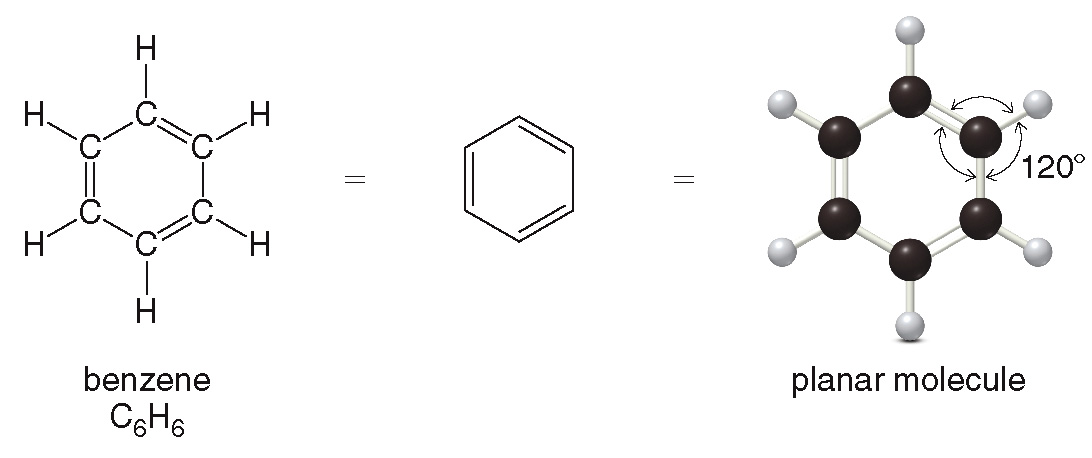 H
H C H
C C
= =
120°
C C
H C H
H
benzene
C₆H₆
planar molecule